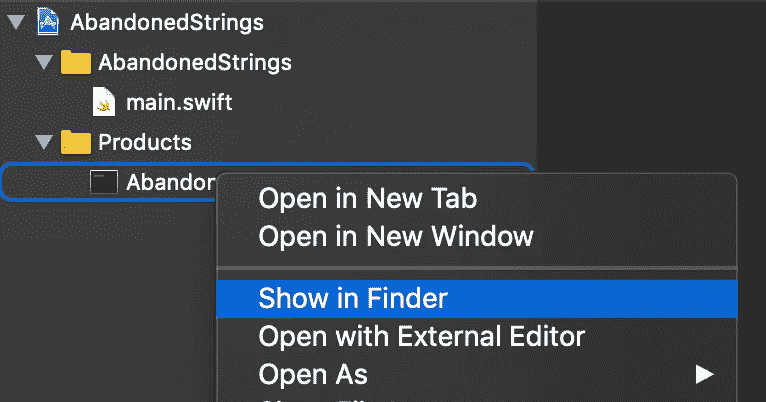 AbandonedStrings
AbandonedStrings
main.swift
Products
Abandon
Open in New Tab
Open in New Window
Show in Finder
Open with External Editor
Open As